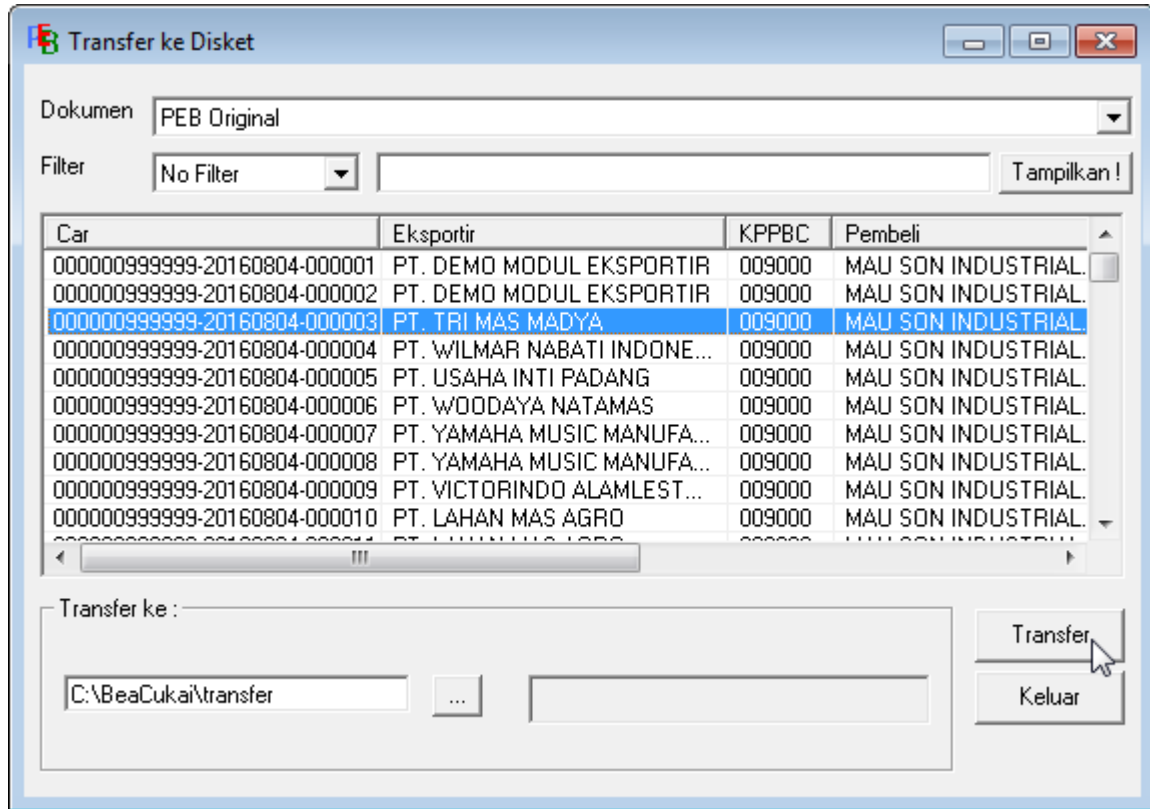 PEB Transfer ke Disket
Dokumen PEB Original
Filter No Filter Tampilkan !
Car Eksportir KPPBC Pembeli
000000999999-20160804-000001 PT. DEMO MODUL EKSPORTIR 009000 MAU SON INDUSTRIAL.
000000999999-20160804-000002 PT. DEMO MODUL EKSPORTIR 009000 MAU SON INDUSTRIAL.
000000999999-20160804-000003 PT. TRI MAS MADYA 009000 MAU SON INDUSTRIAL.
000000999999-20160804-000004 PT. WILMAR NABATI INDONE... 009000 MAU SON INDUSTRIAL.
000000999999-20160804-000005 PT. USAHA INTI PADANG 009000 MAU SON INDUSTRIAL.
000000999999-20160804-000006 PT. WOODAYA NATAMAS 009000 MAU SON INDUSTRIAL.
000000999999-20160804-000007 PT. YAMAHA MUSIC MANUFA... 009000 MAU SON INDUSTRIAL.
000000999999-20160804-000008 PT. YAMAHA MUSIC MANUFA... 009000 MAU SON INDUSTRIAL.
000000999999-20160804-000009 PT. VICTORINDO ALAMLEST... 009000 MAU SON INDUSTRIAL.
000000999999-20160804-000010 PT. LAHAN MAS AGRO 009000 MAU SON INDUSTRIAL.
Transfer ke :
Transfer
C:\BeaCukai\transfer ... Keluar